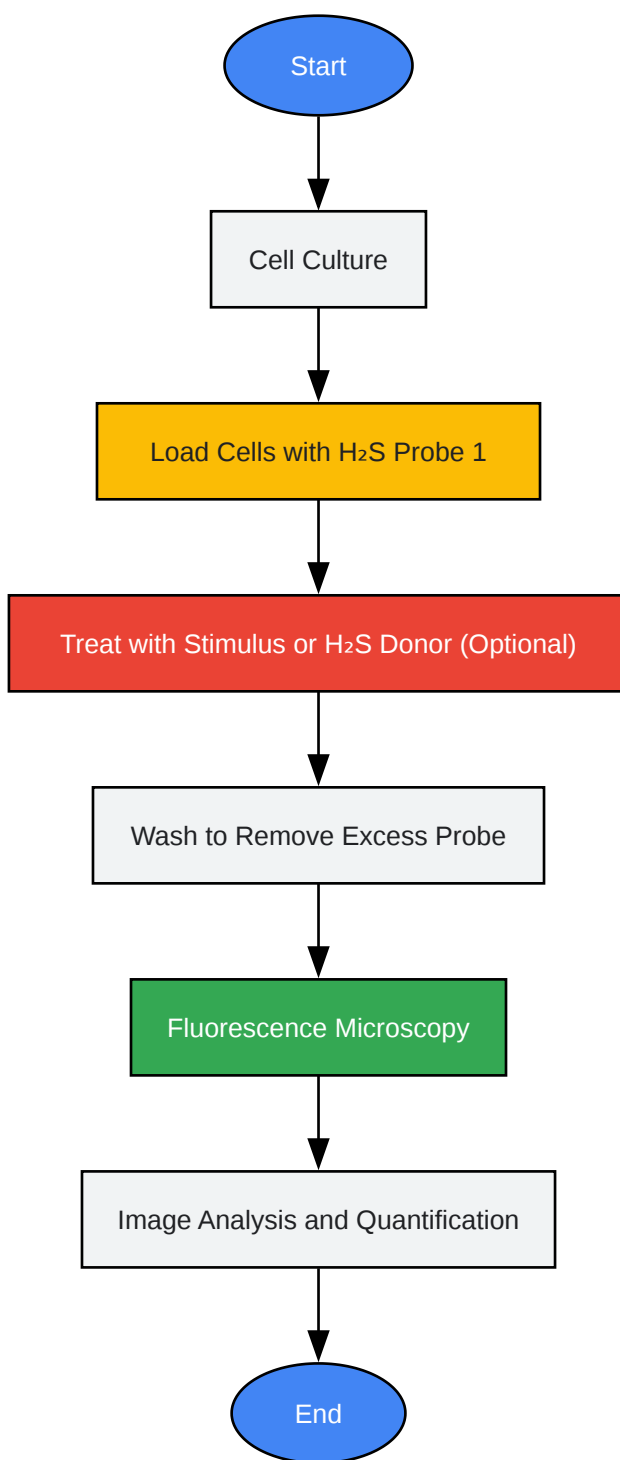 Start
Cell Culture
Load Cells with H₂S Probe 1
Treat with Stimulus or H₂S Donor (Optional)
Wash to Remove Excess Probe
Fluorescence Microscopy
Image Analysis and Quantification
End